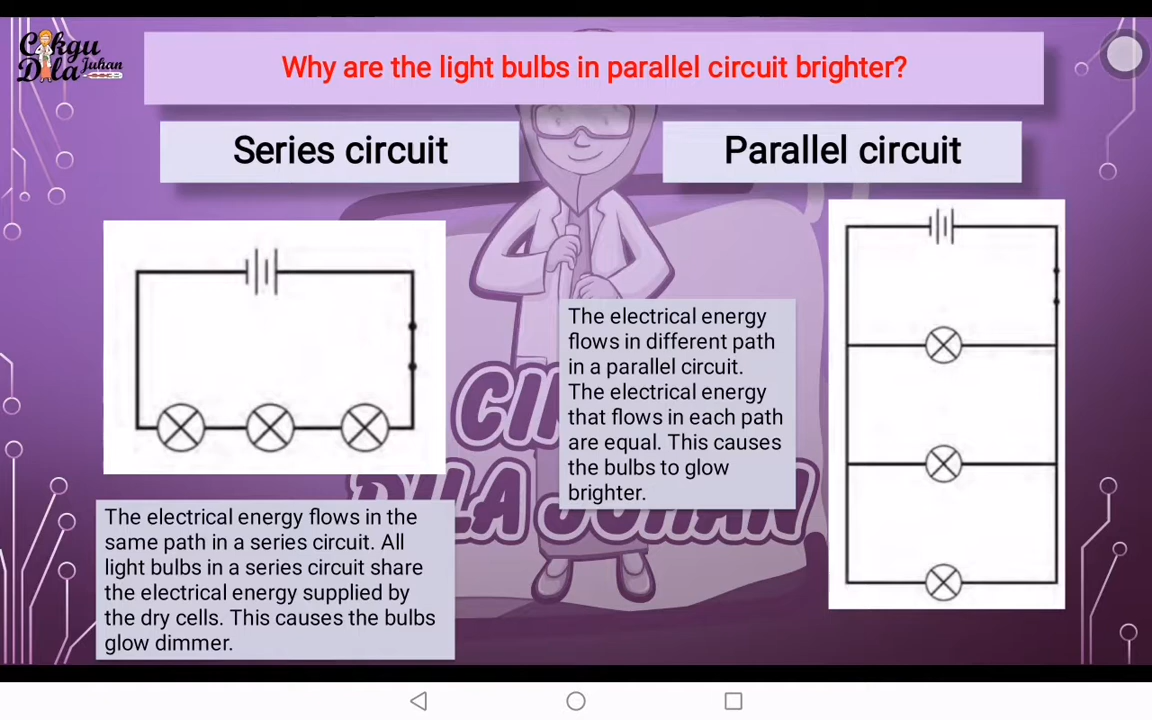 Cikgu
Dila Juhan
Why are the light bulbs in parallel circuit brighter?
Series circuit
Parallel circuit
The electrical energy
flows in different path
in a parallel circuit.
The electrical energy
that flows in each path
are equal. This causes
the bulbs to glow
brighter.
The electrical energy flows in the
same path in a series circuit. All
light bulbs in a series circuit share
the electrical energy supplied by
the dry cells. This causes the bulbs
glow dimmer.
DILA JUHAN